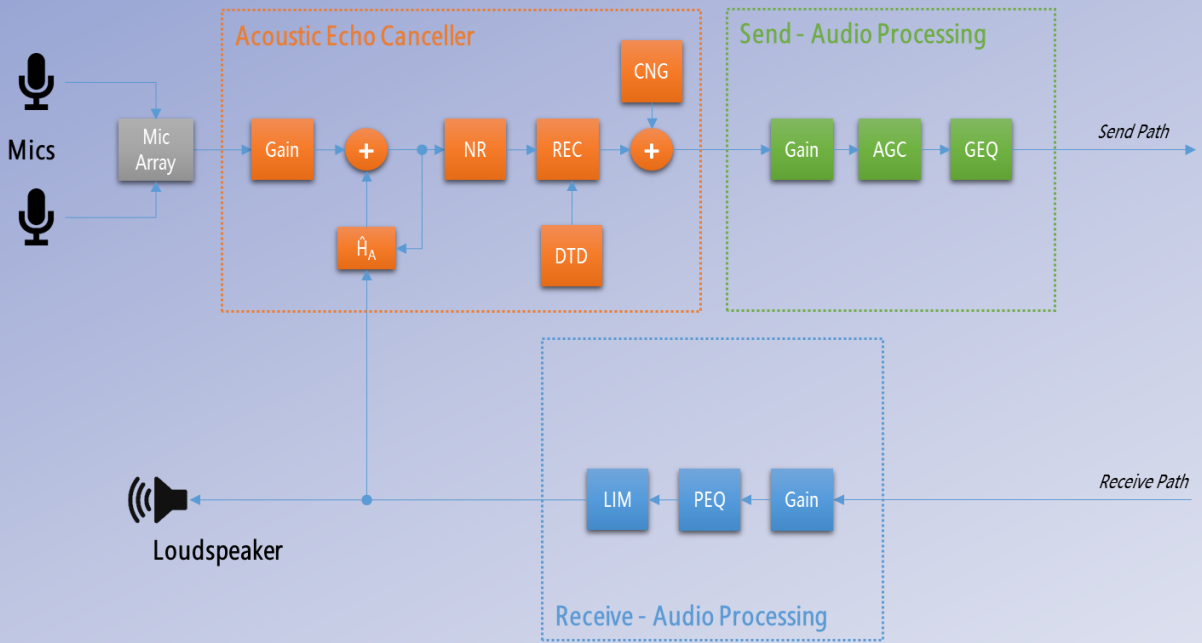 Acoustic Echo Canceller
Send - Audio Processing
CNG
Mics
Mic
Array
Gain
+
NR
REC
+
Gain
AGC
GEQ
Send Path
ĤA
DTD
Loudspeaker
LIM
PEQ
Gain
Receive Path
Receive - Audio Processing